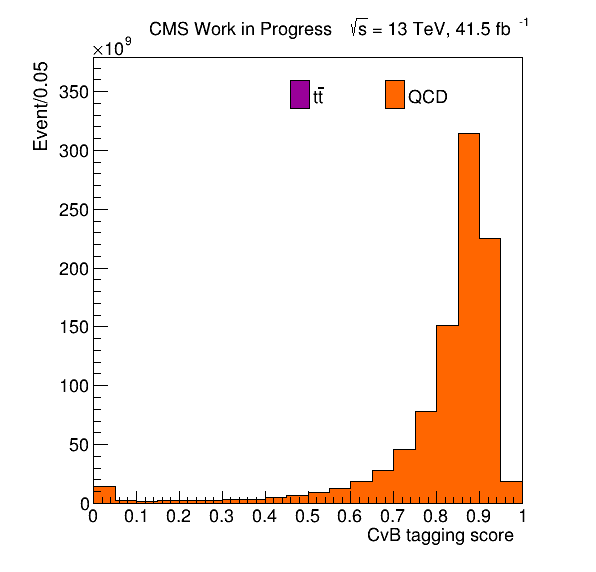 CMS Work in Progress √s = 13 TeV, 41.5 fb⁻¹
×10⁹
Event/0.05
tt̄
QCD
350
300
250
200
150
100
50
0
0 0.1 0.2 0.3 0.4 0.5 0.6 0.7 0.8 0.9 1
CvB tagging score